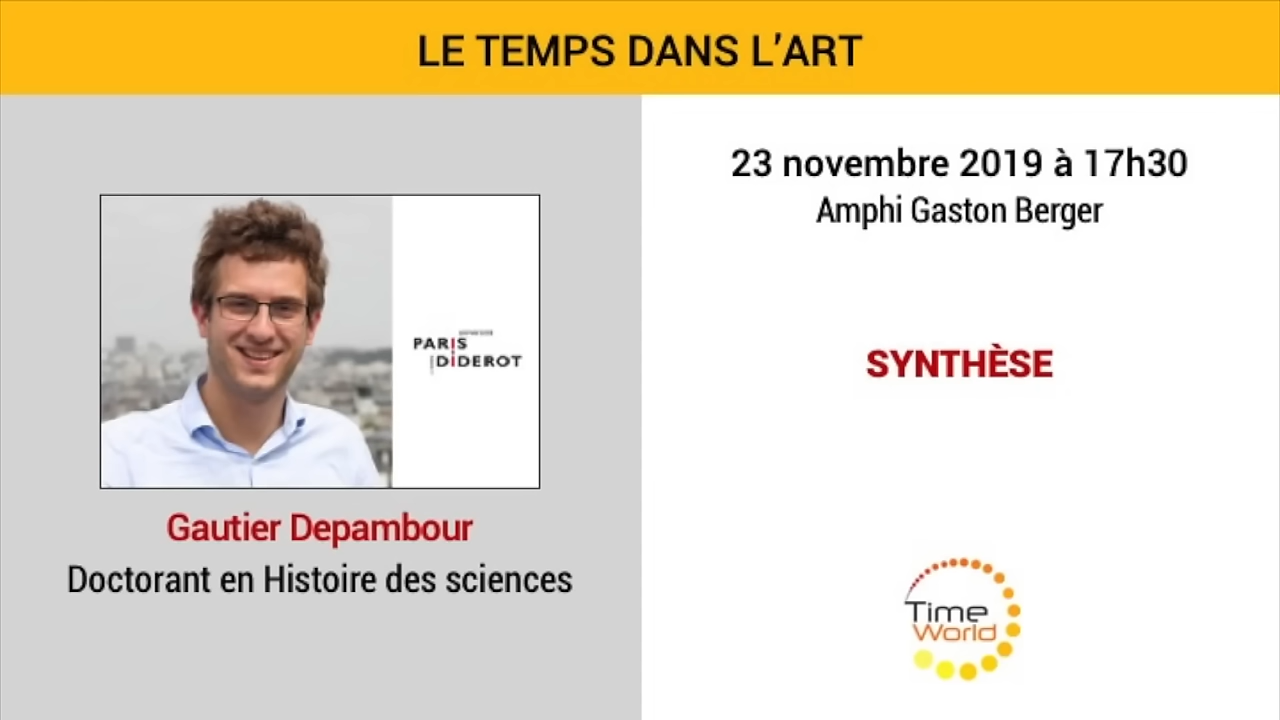 LE TEMPS DANS L'ART
PARIS
DIDEROT
Gautier Depambour
Doctorant en Histoire des sciences
23 novembre 2019 à 17h30
Amphi Gaston Berger
SYNTHÈSE
Time
World